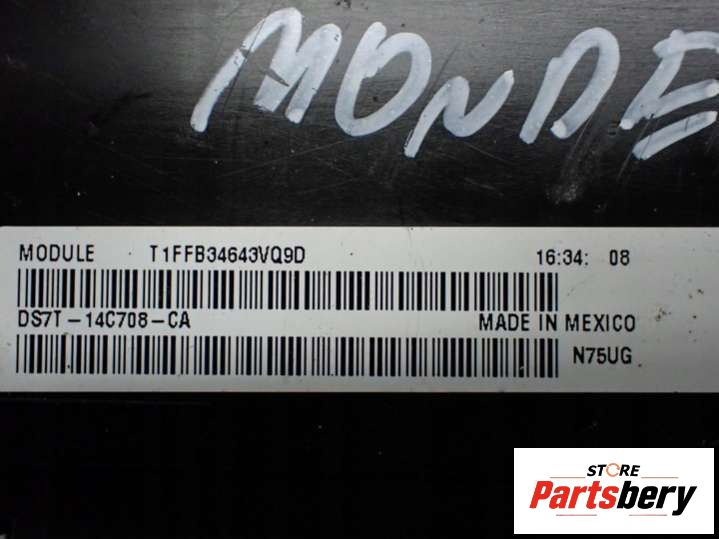 MONDE
MODULE T1FFB34643VQ9D 16:34: 08
DS7T-14C708-CA MADE IN MEXICO
N75UG
STORE
Partsbery